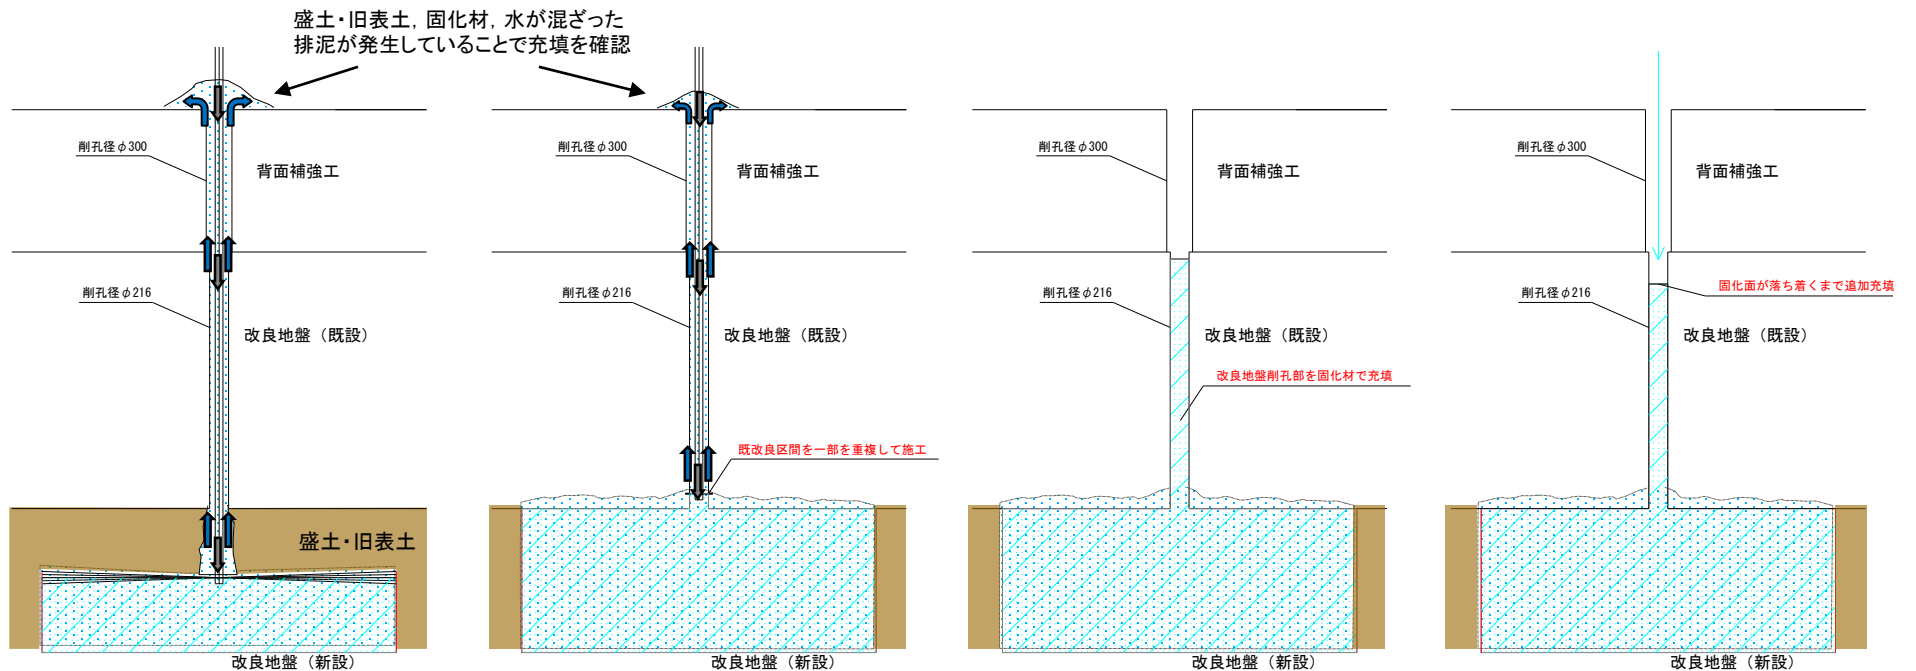 盛土・旧表土，固化材，水が混ざった
排泥が発生していることで充填を確認
削孔径φ300
背面補強工
削孔径φ216
改良地盤（既設）
盛土・旧表土
改良地盤（新設）
削孔径φ300
背面補強工
削孔径φ216
改良地盤（既設）
既改良区間を一部を重複して施工
改良地盤（新設）
削孔径φ300
背面補強工
削孔径φ216
改良地盤（既設）
改良地盤削孔部を固化材で充填
改良地盤（新設）
削孔径φ300
背面補強工
固化面が落ち着くまで追加充填
削孔径φ216
改良地盤（既設）
改良地盤（新設）